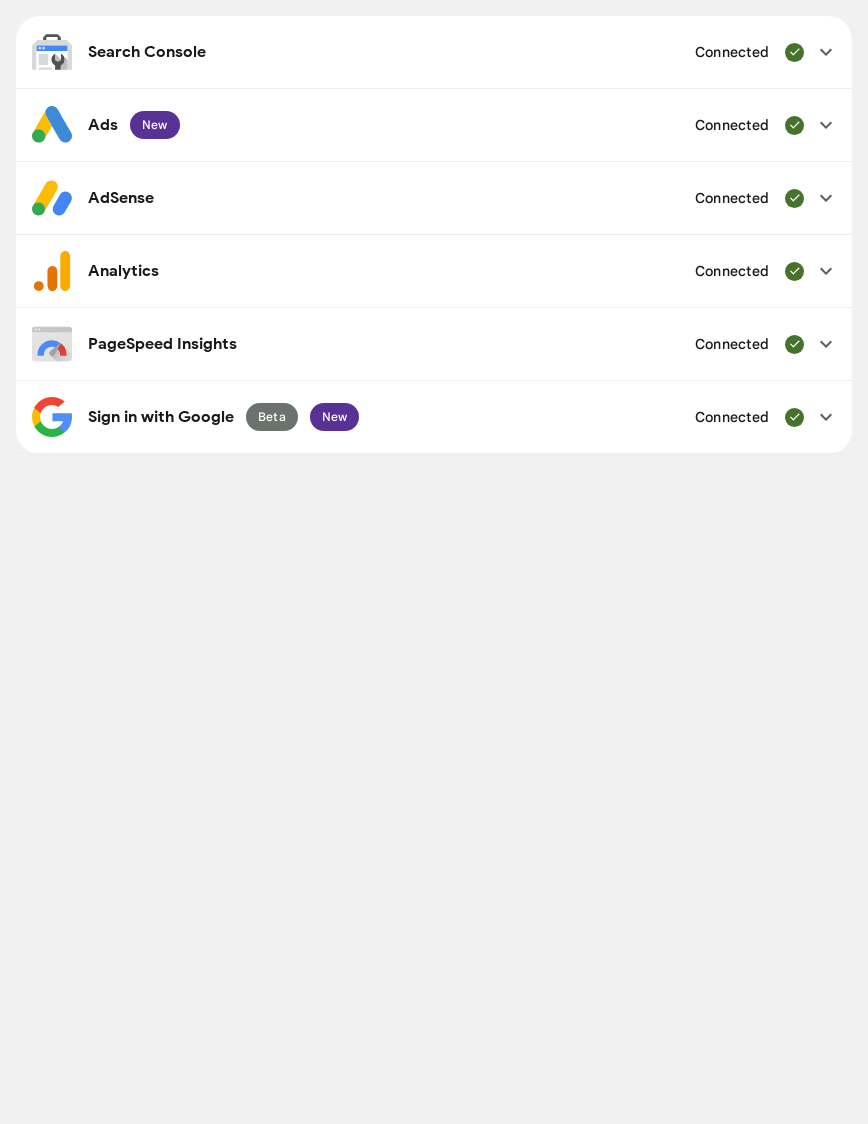 Search Console Connected
Ads New Connected
AdSense Connected
Analytics Connected
PageSpeed Insights Connected
Sign in with Google Beta New Connected